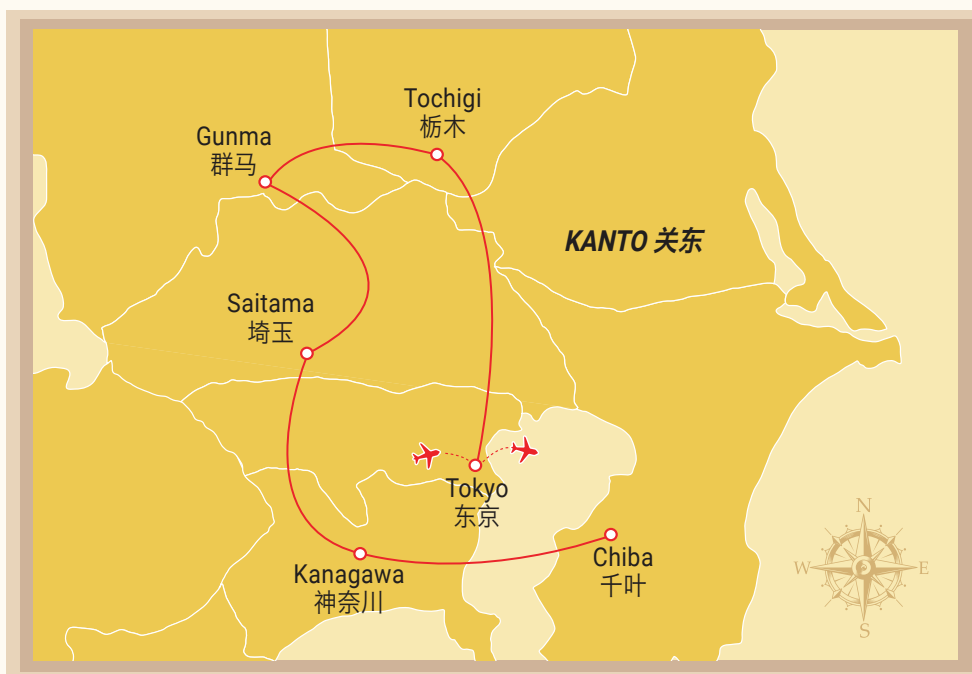 Tochigi
栃木
Gunma
群马
KANTO 关东
Saitama
埼玉
Tokyo
东京
Chiba
千叶
Kanagawa
神奈川
N
W
E
S